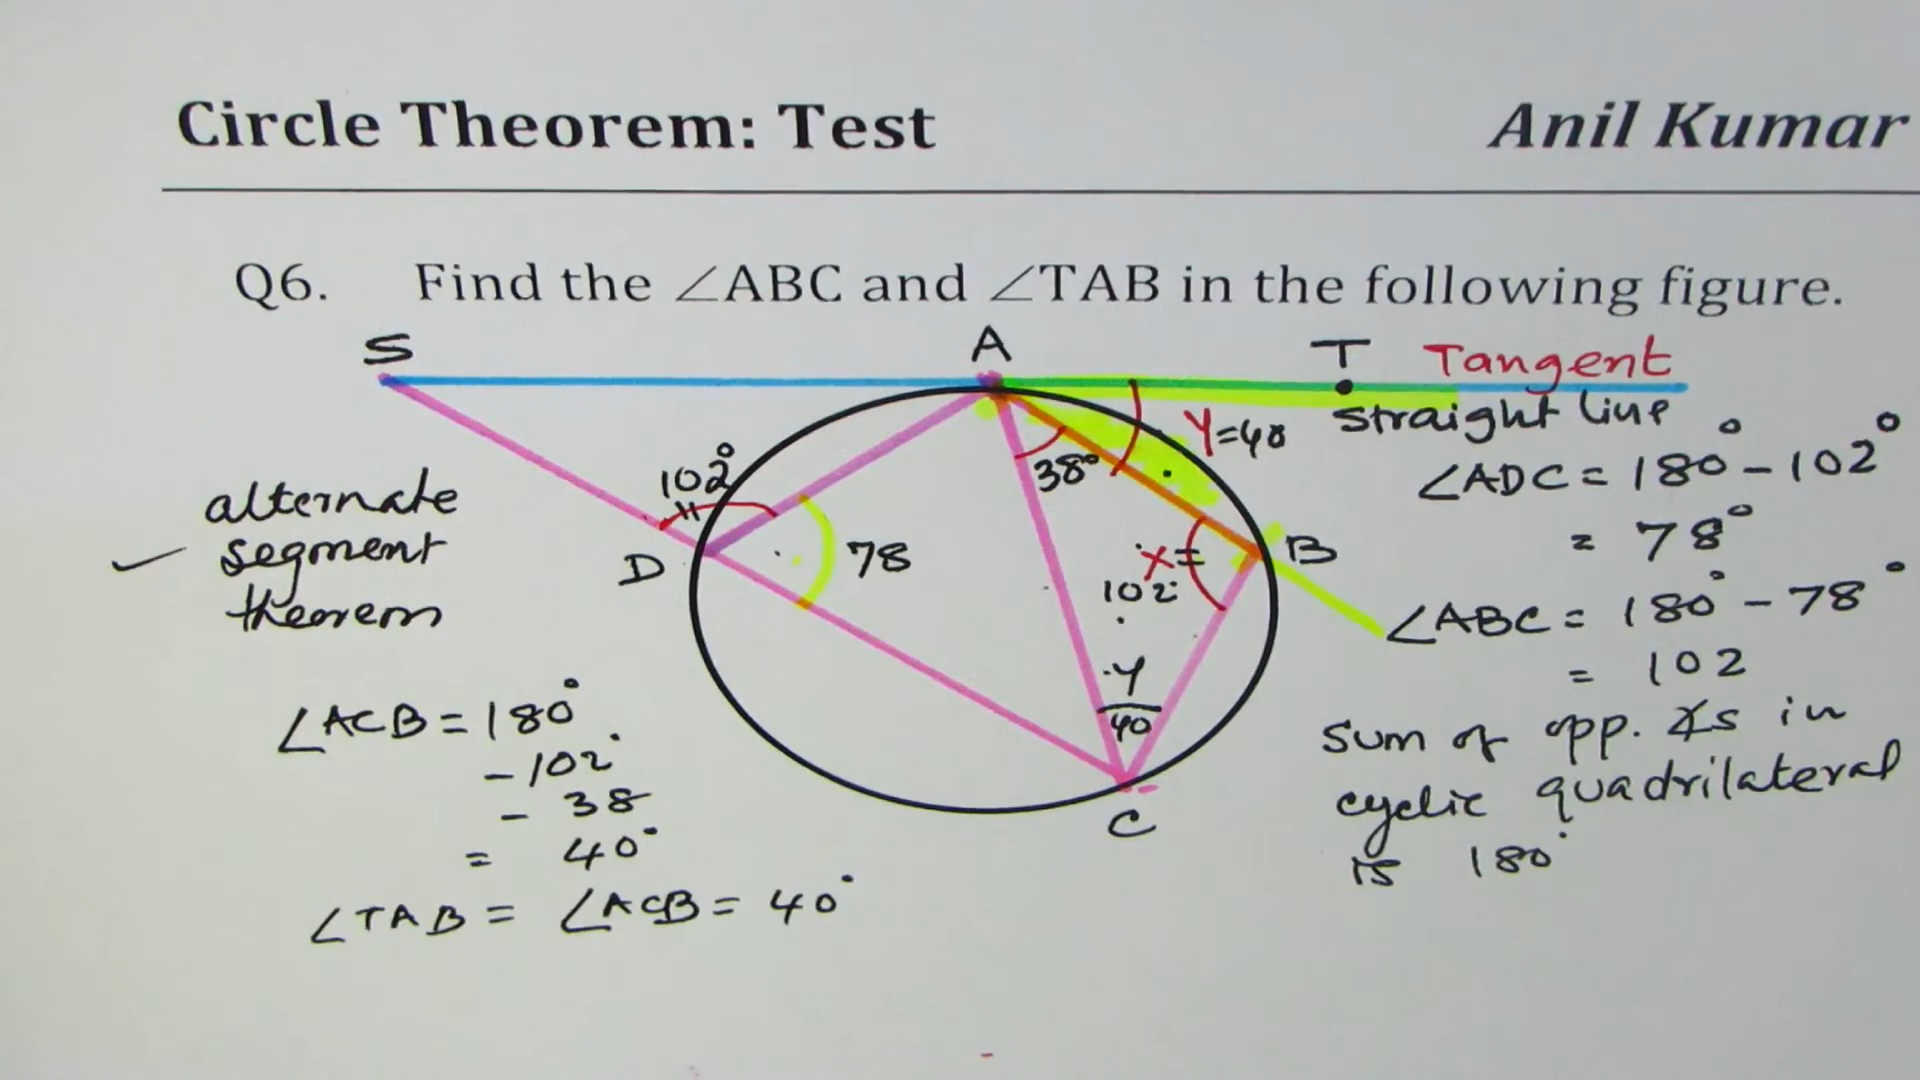 Circle Theorem: Test
Anil Kumar
Q6. Find the ∠ABC and ∠TAB in the following figure.
S
A
T
Tangent
straight line
Y=40
38°
102°
D
78
X=
102°
B
Y
40
C
alternate
segment
theorem
∠ACB = 180°
- 102°
- 38
= 40°
∠TAB = ∠ACB = 40°
∠ADC = 180° - 102°
= 78°
∠ABC = 180° - 78°
= 102
sum of opp. ∡s in
cyclic quadrilateral
is 180°